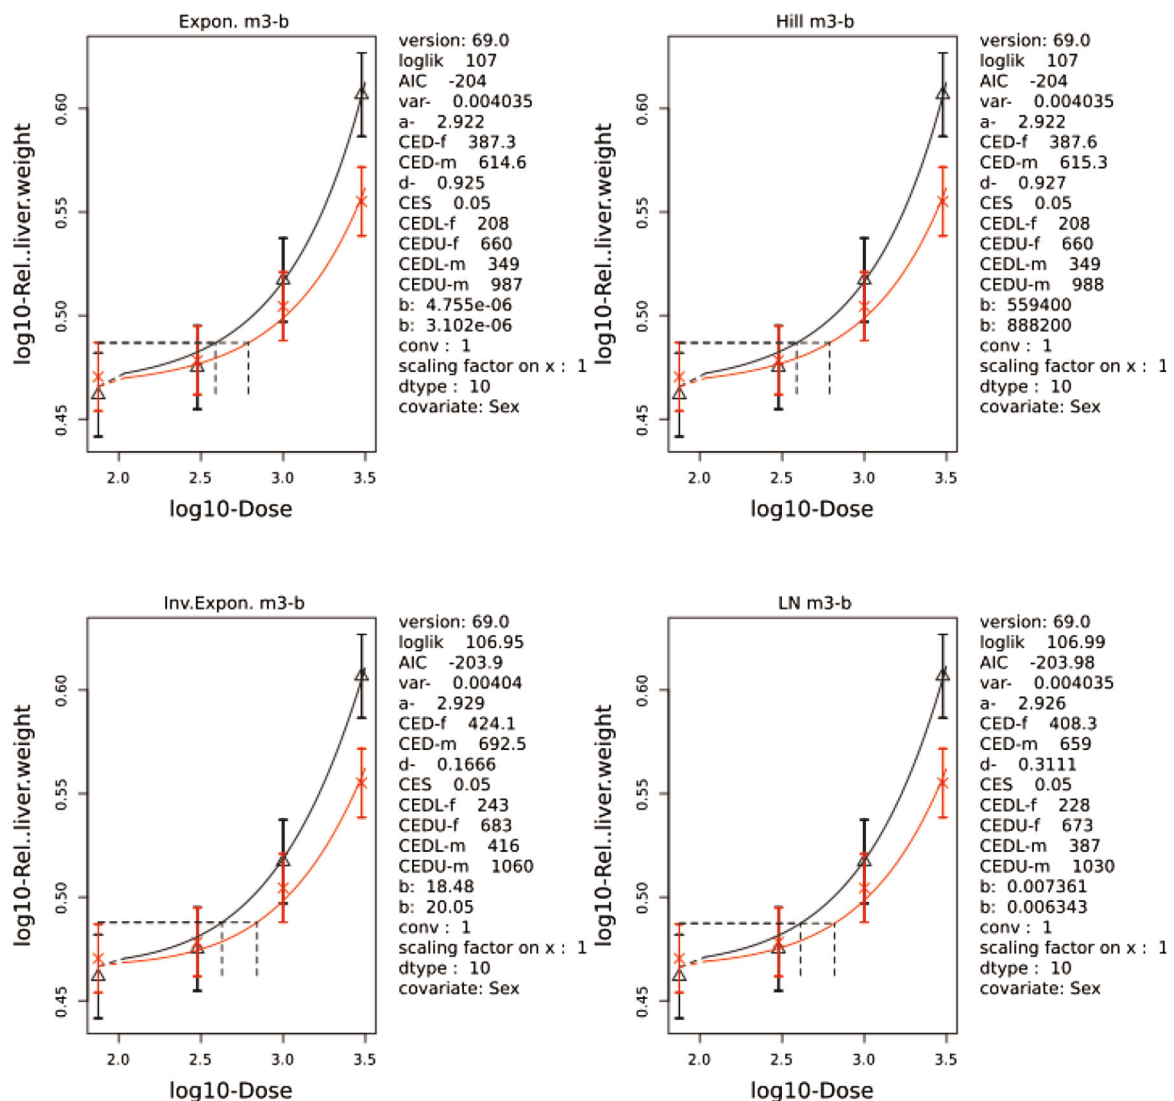 Expon. m3-b
log10-Rel..liver.weight
0.60
0.55
0.50
0.45
2.0 2.5 3.0 3.5
log10-Dose
version: 69.0
loglik 107
AIC -204
var- 0.004035
a- 2.922
CED-f 387.3
CED-m 614.6
d- 0.925
CES 0.05
CEDL-f 208
CEDU-f 660
CEDL-m 349
CEDU-m 987
b: 4.755e-06
b: 3.102e-06
conv : 1
scaling factor on x : 1
dtype : 10
covariate: Sex
Hill m3-b
log10-Rel..liver.weight
0.60
0.55
0.50
0.45
2.0 2.5 3.0 3.5
log10-Dose
version: 69.0
loglik 107
AIC -204
var- 0.004035
a- 2.922
CED-f 387.6
CED-m 615.3
d- 0.927
CES 0.05
CEDL-f 208
CEDU-f 660
CEDL-m 349
CEDU-m 988
b: 559400
b: 888200
conv : 1
scaling factor on x : 1
dtype : 10
covariate: Sex
Inv.Expon. m3-b
log10-Rel..liver.weight
0.60
0.55
0.50
0.45
2.0 2.5 3.0 3.5
log10-Dose
version: 69.0
loglik 106.95
AIC -203.9
var- 0.00404
a- 2.929
CED-f 424.1
CED-m 692.5
d- 0.1666
CES 0.05
CEDL-f 243
CEDU-f 683
CEDL-m 416
CEDU-m 1060
b: 18.48
b: 20.05
conv : 1
scaling factor on x : 1
dtype : 10
covariate: Sex
LN m3-b
log10-Rel..liver.weight
0.60
0.55
0.50
0.45
2.0 2.5 3.0 3.5
log10-Dose
version: 69.0
loglik 106.99
AIC -203.98
var- 0.004035
a- 2.926
CED-f 408.3
CED-m 659
d- 0.3111
CES 0.05
CEDL-f 228
CEDU-f 673
CEDL-m 387
CEDU-m 1030
b: 0.007361
b: 0.006343
conv : 1
scaling factor on x : 1
dtype : 10
covariate: Sex